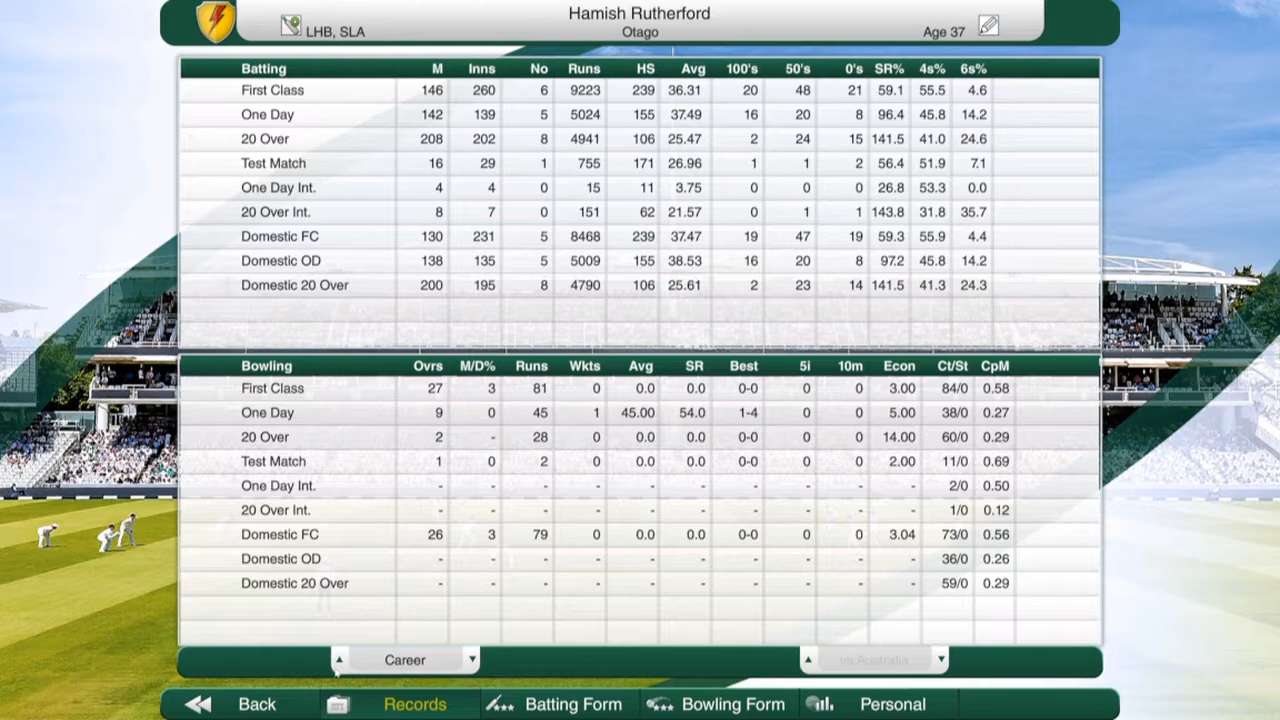 Hamish Rutherford
LHB, SLA Otago Age 37
Batting M Inns No Runs HS Avg 100's 50's 0's SR% 4s% 6s%
First Class 146 260 6 9223 239 36.31 20 48 21 59.1 55.5 4.6
One Day 142 139 5 5024 155 37.49 16 20 8 96.4 45.8 14.2
20 Over 208 202 8 4941 106 25.47 2 24 15 141.5 41.0 24.6
Test Match 16 29 1 755 171 26.96 1 1 2 56.4 51.9 7.1
One Day Int. 4 4 0 15 11 3.75 0 0 0 26.8 53.3 0.0
20 Over Int. 8 7 0 151 62 21.57 0 1 1 143.8 31.8 35.7
Domestic FC 130 231 5 8468 239 37.47 19 47 19 59.3 55.9 4.4
Domestic OD 138 135 5 5009 155 38.53 16 20 8 97.2 45.8 14.2
Domestic 20 Over 200 195 8 4790 106 25.61 2 23 14 141.5 41.3 24.3
Bowling Ovrs M/D% Runs Wkts Avg SR Best 5i 10m Econ Ct/St CpM
First Class 27 3 81 0 0.0 0.0 0-0 0 0 3.00 84/0 0.58
One Day 9 0 45 1 45.00 54.0 1-4 0 0 5.00 38/0 0.27
20 Over 2 - 28 0 0.0 0.0 0-0 0 0 14.00 60/0 0.29
Test Match 1 0 2 0 0.0 0.0 0-0 0 0 2.00 11/0 0.69
One Day Int. - - - - - - - - - - 2/0 0.50
20 Over Int. - - - - - - - - - - 1/0 0.12
Domestic FC 26 3 79 0 0.0 0.0 0-0 0 0 3.04 73/0 0.56
Domestic OD - - - - - - - - - - 36/0 0.26
Domestic 20 Over - - - - - - - - - - 59/0 0.29
Career vs Australia
Back Records Batting Form Bowling Form Personal